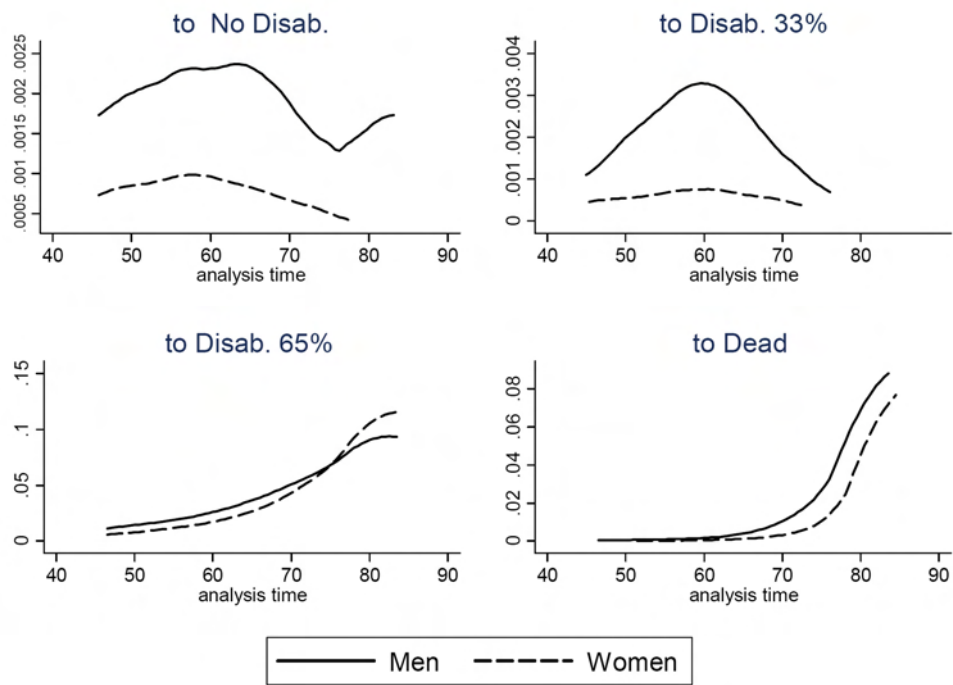 to No Disab.
.0005 .001 .0015 .002 .0025
40 50 60 70 80 90
analysis time
to Disab. 33%
0 .001 .002 .003 .004
40 50 60 70 80
analysis time
to Disab. 65%
0 .05 .1 .15
40 50 60 70 80 90
analysis time
to Dead
0 .02 .04 .06 .08
40 50 60 70 80 90
analysis time
Men Women